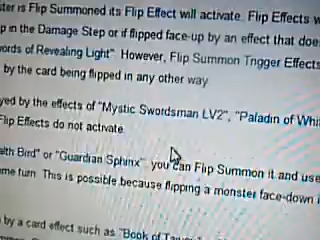 ster is Flip Summoned its Flip Effect will activate. Flip Effects w
p in the Damage Step or if flipped face-up by an effect that doe
ords of Revealing Light". However, Flip Summon Trigger Effects
by the card being flipped in any other way.
yed by the effects of "Mystic Swordsman LV2", "Paladin of Whi
Flip Effects do not activate.
alth Bird" or "Guardian Sphinx" you can Flip Summon it and use
me turn. This is possible because flipping a monster face-down i
by a card effect such as "Book of